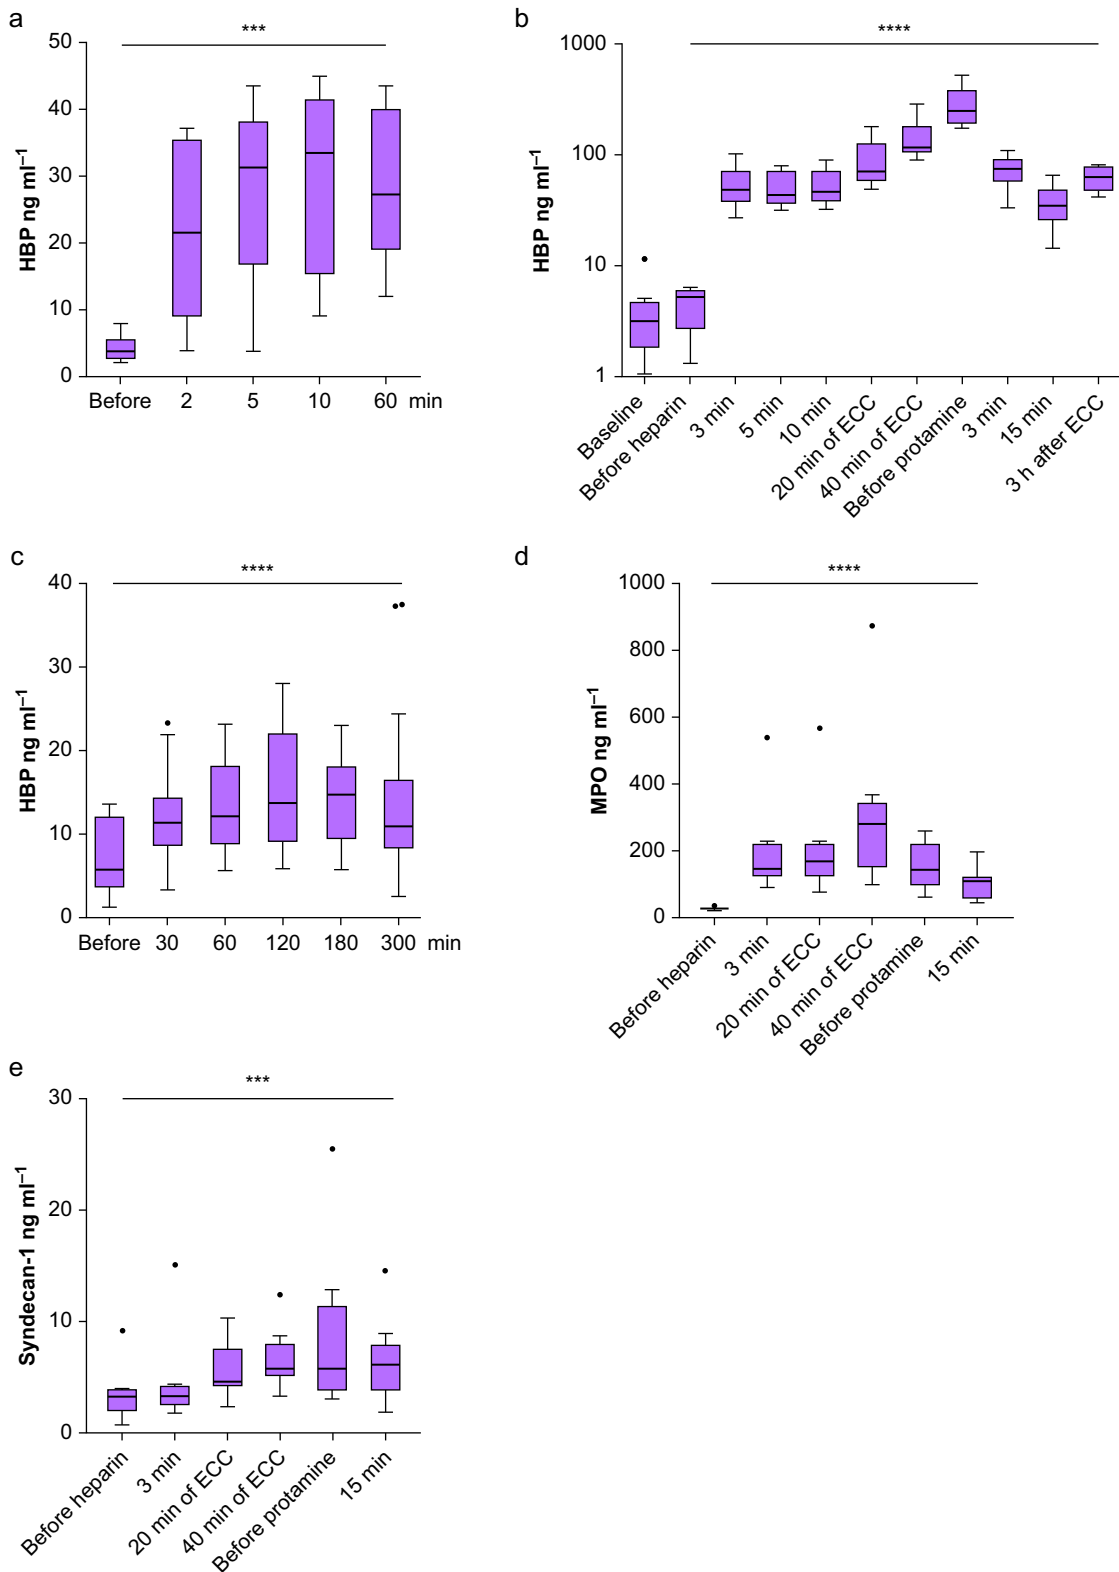 a
***
50
40
30
20
10
0
HBP ng ml⁻¹
Before 2 5 10 60 min
b
****
1000
100
10
1
HBP ng ml⁻¹
Baseline
Before heparin
3 min
5 min
10 min
20 min of ECC
40 min of ECC
Before protamine
3 min
15 min
3 h after ECC
c
****
40
30
20
10
0
HBP ng ml⁻¹
Before 30 60 120 180 300 min
d
****
1000
800
600
400
200
0
MPO ng ml⁻¹
Before heparin
3 min
20 min of ECC
40 min of ECC
Before protamine
15 min
e
***
30
20
10
0
Syndecan-1 ng ml⁻¹
Before heparin
3 min
20 min of ECC
40 min of ECC
Before protamine
15 min